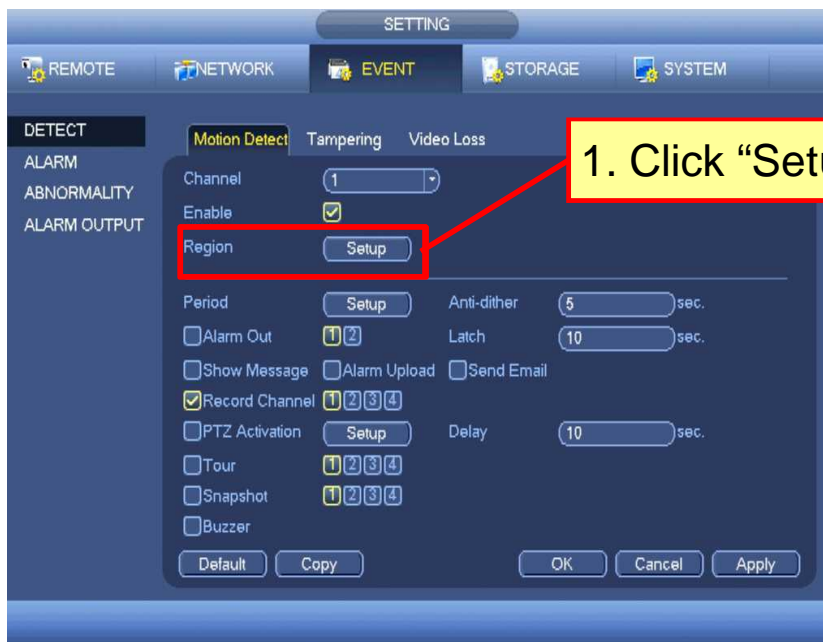 SETTING
REMOTE NETWORK EVENT STORAGE SYSTEM
DETECT
ALARM
ABNORMALITY
ALARM OUTPUT
Motion Detect Tampering Video Loss
1. Click “Setu
Channel 1
Enable
Region Setup
Period Setup Anti-dither 5 sec.
Alarm Out 1 2 Latch 10 sec.
Show Message Alarm Upload Send Email
Record Channel 1 2 3 4
PTZ Activation Setup Delay 10 sec.
Tour 1 2 3 4
Snapshot 1 2 3 4
Buzzer
Default Copy OK Cancel Apply